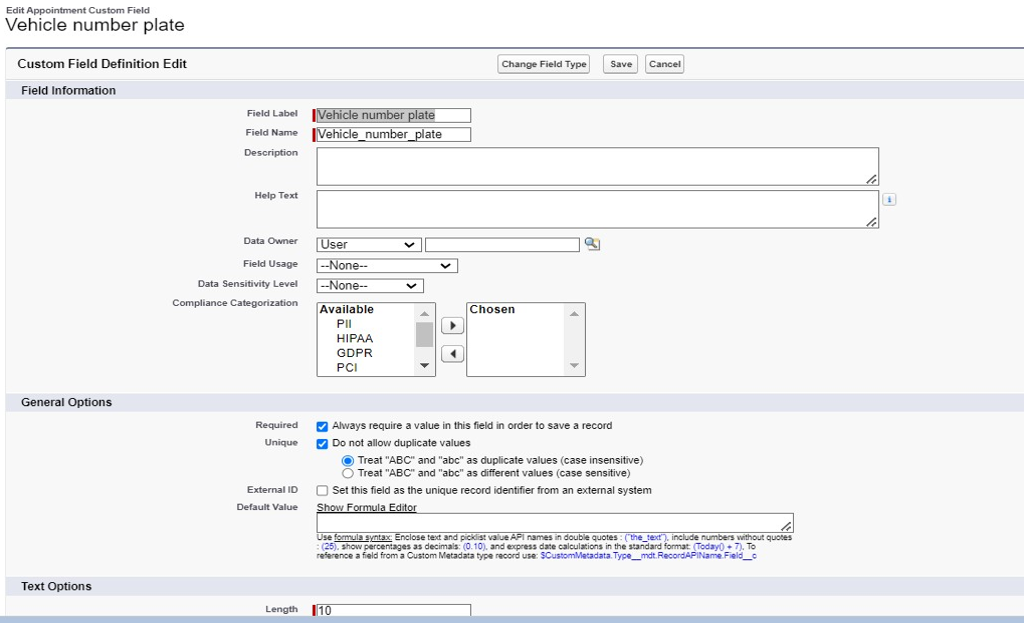 Edit Appointment Custom Field
Vehicle number plate
Custom Field Definition Edit
Change Field Type Save Cancel
Field Information
Field Label Vehicle number plate
Field Name Vehicle_number_plate
Description
Help Text
Data Owner User
Field Usage --None--
Data Sensitivity Level --None--
Compliance Categorization
Available Chosen
PII
HIPAA
GDPR
PCI
General Options
Required Always require a value in this field in order to save a record
Unique Do not allow duplicate values
Treat "ABC" and "abc" as duplicate values (case insensitive)
Treat "ABC" and "abc" as different values (case sensitive)
External ID Set this field as the unique record identifier from an external system
Default Value Show Formula Editor
Use formula syntax: Enclose text and picklist value API names in double quotes : ("the_text"), include numbers without quotes
: (25), show percentages as decimals: (0.10), and express date calculations in the standard format: (Today() + 7). To
reference a field from a Custom Metadata type record use: $CustomMetadata.Type__mdt.RecordAPIName.Field__c
Text Options
Length 10